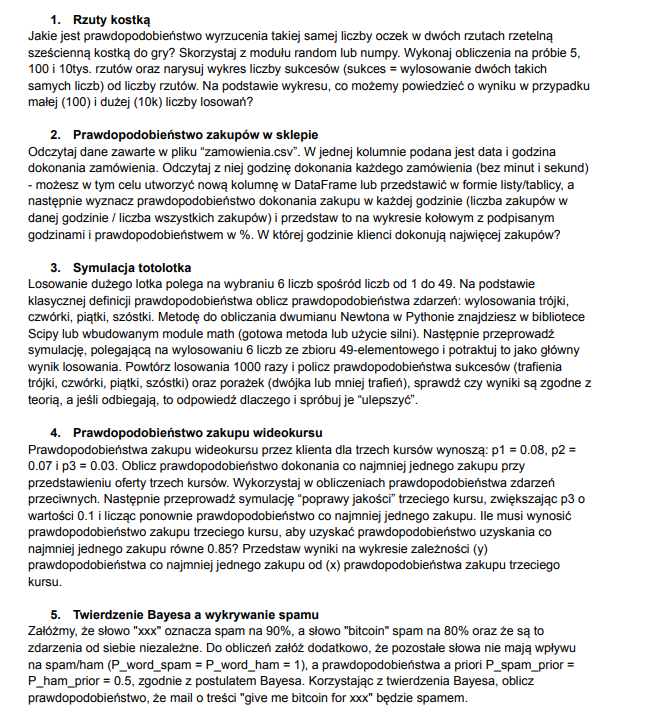 1. Rzuty kostką
Jakie jest prawdopodobieństwo wyrzucenia takiej samej liczby oczek w dwóch rzutach rzetelną
sześcienną kostką do gry? Skorzystaj z modułu random lub numpy. Wykonaj obliczenia na próbie 5,
100 i 10tys. rzutów oraz narysuj wykres liczby sukcesów (sukces = wylosowanie dwóch takich
samych liczb) od liczby rzutów. Na podstawie wykresu, co możemy powiedzieć o wyniku w przypadku
małej (100) i dużej (10k) liczby losowań?
2. Prawdopodobieństwo zakupów w sklepie
Odczytaj dane zawarte w pliku “zamowienia.csv”. W jednej kolumnie podana jest data i godzina
dokonania zamówienia. Odczytaj z niej godzinę dokonania każdego zamówienia (bez minut i sekund)
- możesz w tym celu utworzyć nową kolumnę w DataFrame lub przedstawić w formie listy/tablicy, a
następnie wyznacz prawdopodobieństwo dokonania zakupu w każdej godzinie (liczba zakupów w
danej godzinie / liczba wszystkich zakupów) i przedstaw to na wykresie kołowym z podpisanym
godzinami i prawdopodobieństwem w %. W której godzinie klienci dokonują najwięcej zakupów?
3. Symulacja totolotka
Losowanie dużego lotka polega na wybraniu 6 liczb spośród liczb od 1 do 49. Na podstawie
klasycznej definicji prawdopodobieństwa oblicz prawdopodobieństwa zdarzeń: wylosowania trójki,
czwórki, piątki, szóstki. Metodę do obliczania dwumianu Newtona w Pythonie znajdziesz w bibliotece
Scipy lub wbudowanym module math (gotowa metoda lub użycie silni). Następnie przeprowadź
symulację, polegającą na wylosowaniu 6 liczb ze zbioru 49-elementowego i potraktuj to jako główny
wynik losowania. Powtórz losowania 1000 razy i policz prawdopodobieństwa sukcesów (trafienia
trójki, czwórki, piątki, szóstki) oraz porażek (dwójka lub mniej trafień), sprawdź czy wyniki są zgodne z
teorią, a jeśli odbiegają, to odpowiedź dlaczego i spróbuj je “ulepszyć”.
4. Prawdopodobieństwo zakupu wideokursu
Prawdopodobieństwa zakupu videokursu przez klienta dla trzech kursów wynoszą: p1 = 0.08, p2 =
0.07 i p3 = 0.03. Oblicz prawdopodobieństwo dokonania co najmniej jednego zakupu przy
przedstawieniu oferty trzech kursów. Wykorzystaj w obliczeniach prawdopodobieństwa zdarzeń
przeciwnych. Następnie przeprowadź symulację “poprawy jakości” trzeciego kursu, zwiększając p3 o
wartości 0.1 i licząc ponownie prawdopodobieństwo co najmniej jednego zakupu. Ile musi wynosić
prawdopodobieństwo zakupu trzeciego kursu, aby uzyskać prawdopodobieństwo uzyskania co
najmniej jednego zakupu równe 0.85? Przedstaw wyniki na wykresie zależności (y)
prawdopodobieństwa co najmniej jednego zakupu od (x) prawdopodobieństwa zakupu trzeciego
kursu.
5. Twierdzenie Bayesa a wykrywanie spamu
Załóżmy, że słowo "xxx" oznacza spam na 90%, a słowo "bitcoin" spam na 80% oraz że są to
zdarzenia od siebie niezależne. Do obliczeń załóż dodatkowo, że pozostałe słowa nie mają wpływu
na spam/ham (P_word_spam = P_word_ham = 1), a prawdopodobieństwa a priori P_spam_prior =
P_ham_prior = 0.5, zgodnie z postulatem Bayesa. Korzystając z twierdzenia Bayesa, oblicz
prawdopodobieństwo, że mail o treści "give me bitcoin for xxx" będzie spamem.